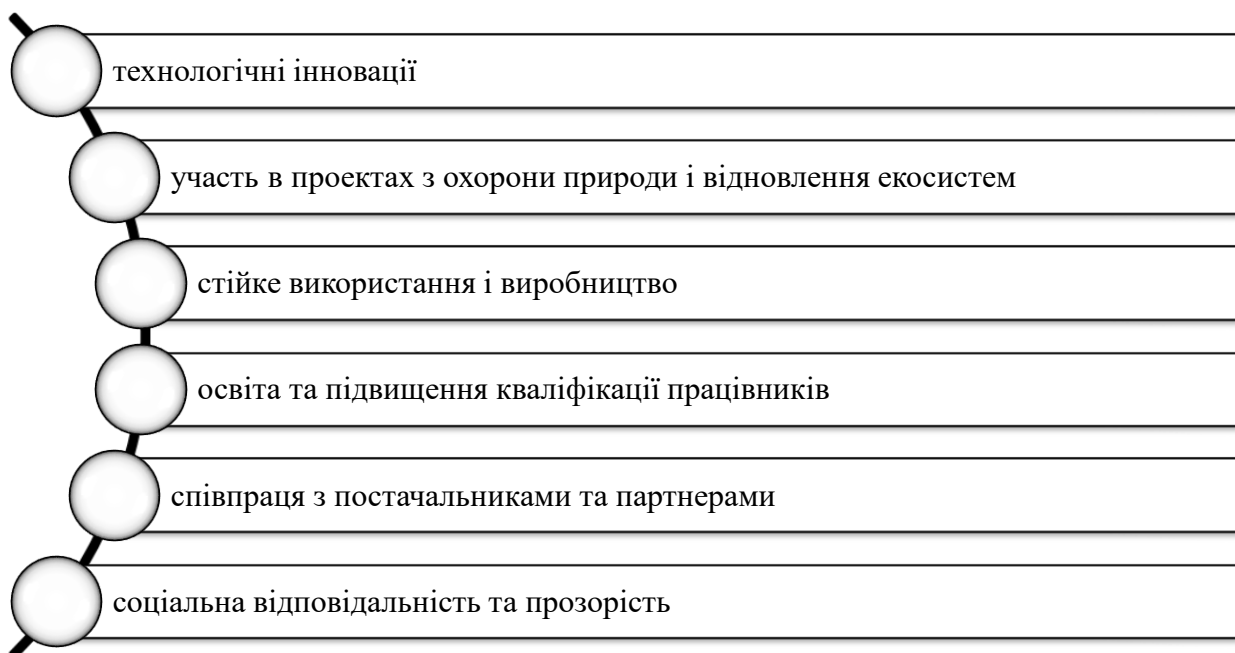 технологічні інновації
участь в проектах з охорони природи і відновлення екосистем
стійке використання і виробництво
освіта та підвищення кваліфікації працівників
співпраця з постачальниками та партнерами
соціальна відповідальність та прозорість